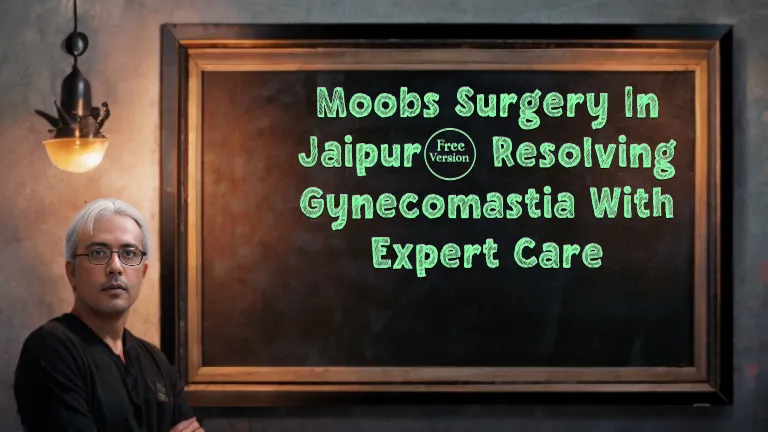 Moobs Surgery In
Jaipur Free Version Resolving
Gynecomastia With
Expert Care